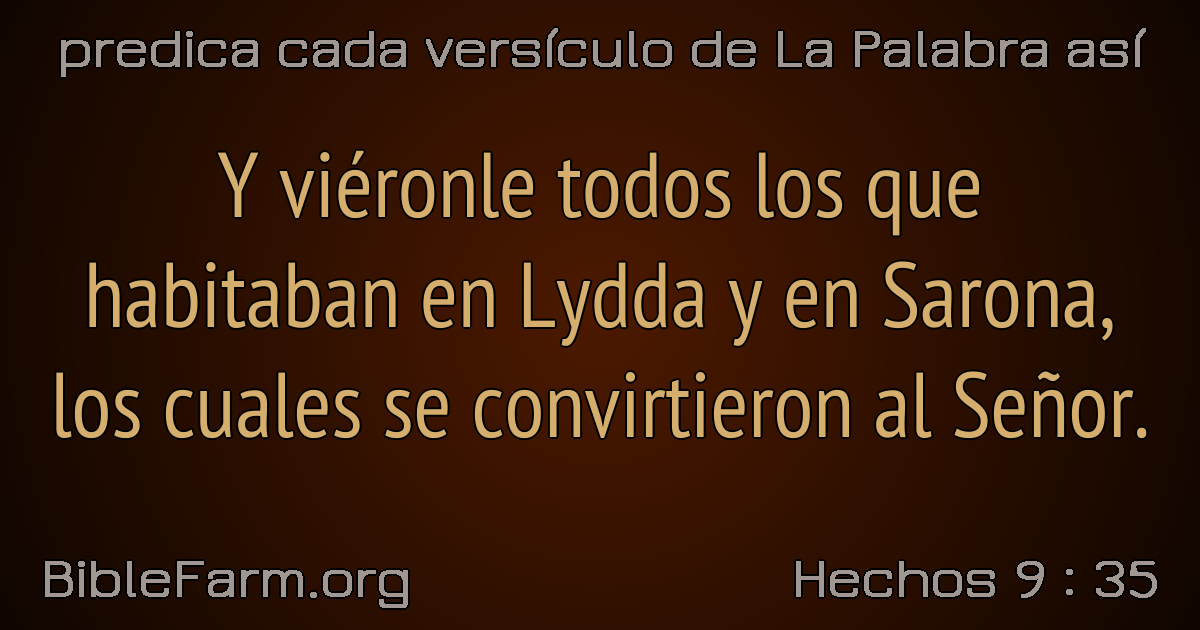 predica cada versículo de La Palabra así
Y viéronle todos los que
habitaban en Lydda y en Sarona,
los cuales se convirtieron al Señor.
BibleFarm.org
Hechos 9 : 35